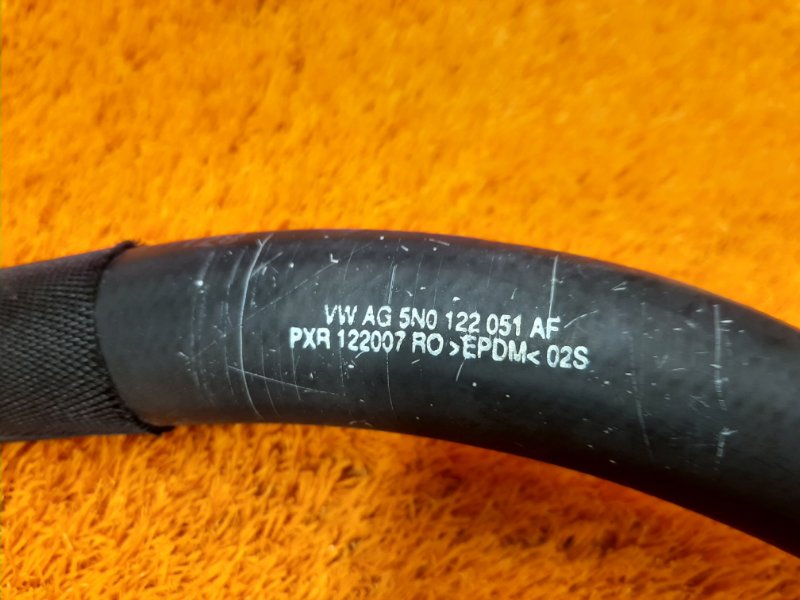 VW AG 5N0 122 051 AF
PXR 122007 RO >EPDM< 02S